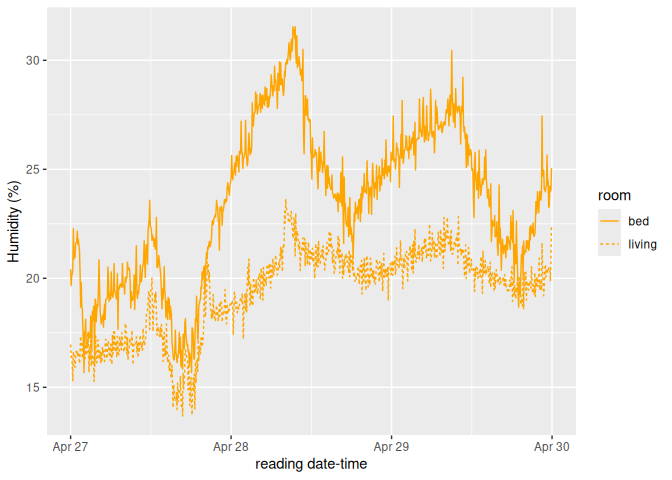 30
25
20
15
Humidity (%)
Apr 27
Apr 28
Apr 29
Apr 30
reading date-time
room
bed
living